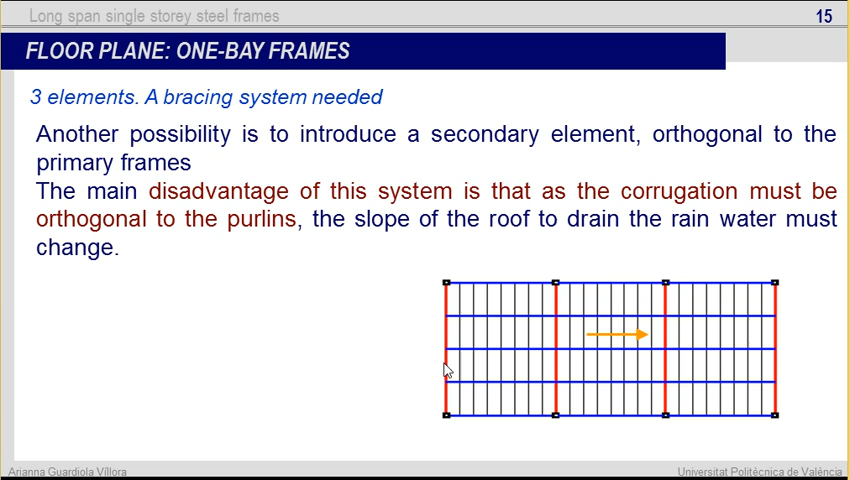 Long span single storey steel frames
15
FLOOR PLANE: ONE-BAY FRAMES
3 elements. A bracing system needed
Another possibility is to introduce a secondary element, orthogonal to the
primary frames
The main disadvantage of this system is that as the corrugation must be
orthogonal to the purlins, the slope of the roof to drain the rain water must
change.
Arianna Guardiola Víllora
Universitat Politècnica de València